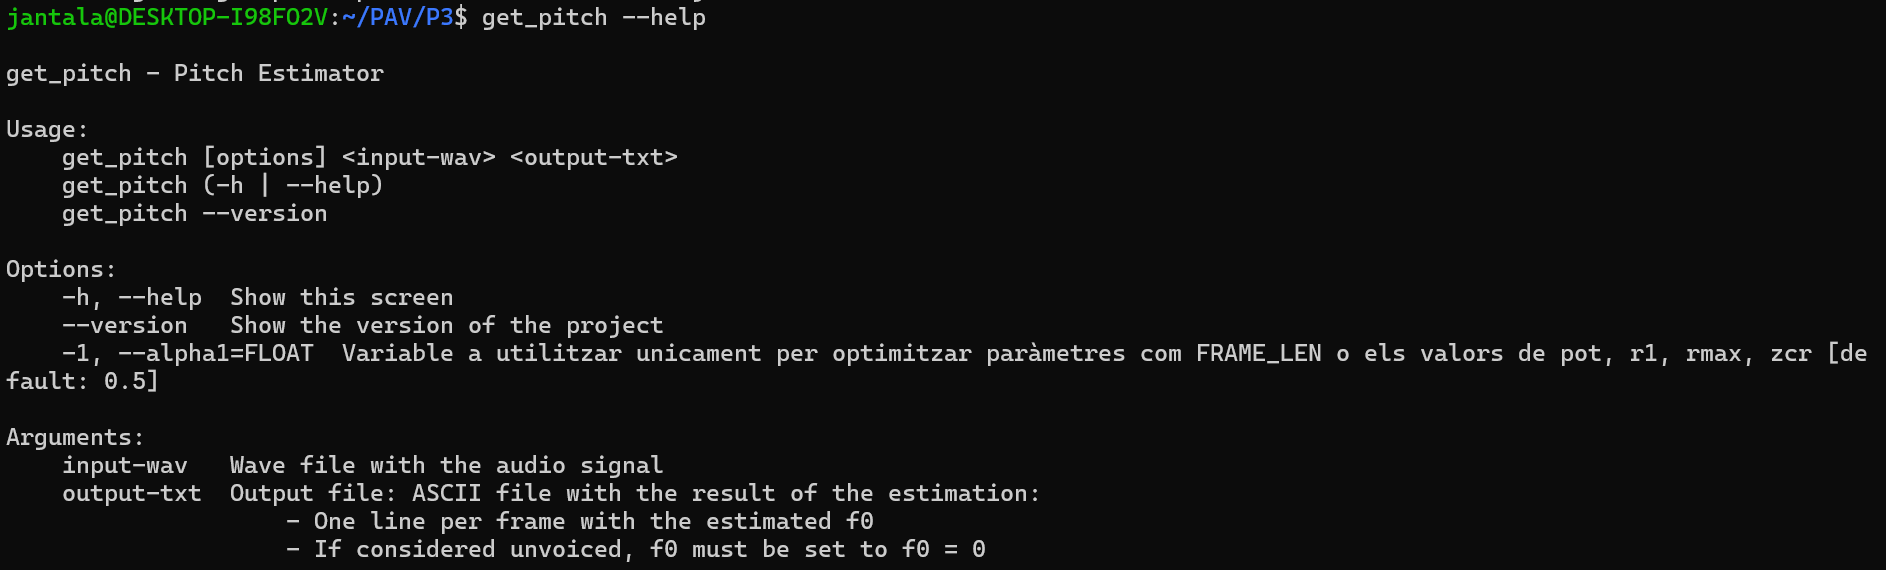 jantala@DESKTOP-I98FO2V:~/PAV/P3$ get_pitch --help
get_pitch - Pitch Estimator
Usage:
    get_pitch [options] <input-wav> <output-txt>
    get_pitch (-h | --help)
    get_pitch --version
Options:
    -h, --help  Show this screen
    --version   Show the version of the project
    -1, --alpha1=FLOAT  Variable a utilitzar unicament per optimitzar paràmetres com FRAME_LEN o els valors de pot, r1, rmax, zcr [de
fault: 0.5]
Arguments:
    input-wav   Wave file with the audio signal
    output-txt  Output file: ASCII file with the result of the estimation:
                    - One line per frame with the estimated f0
                    - If considered unvoiced, f0 must be set to f0 = 0